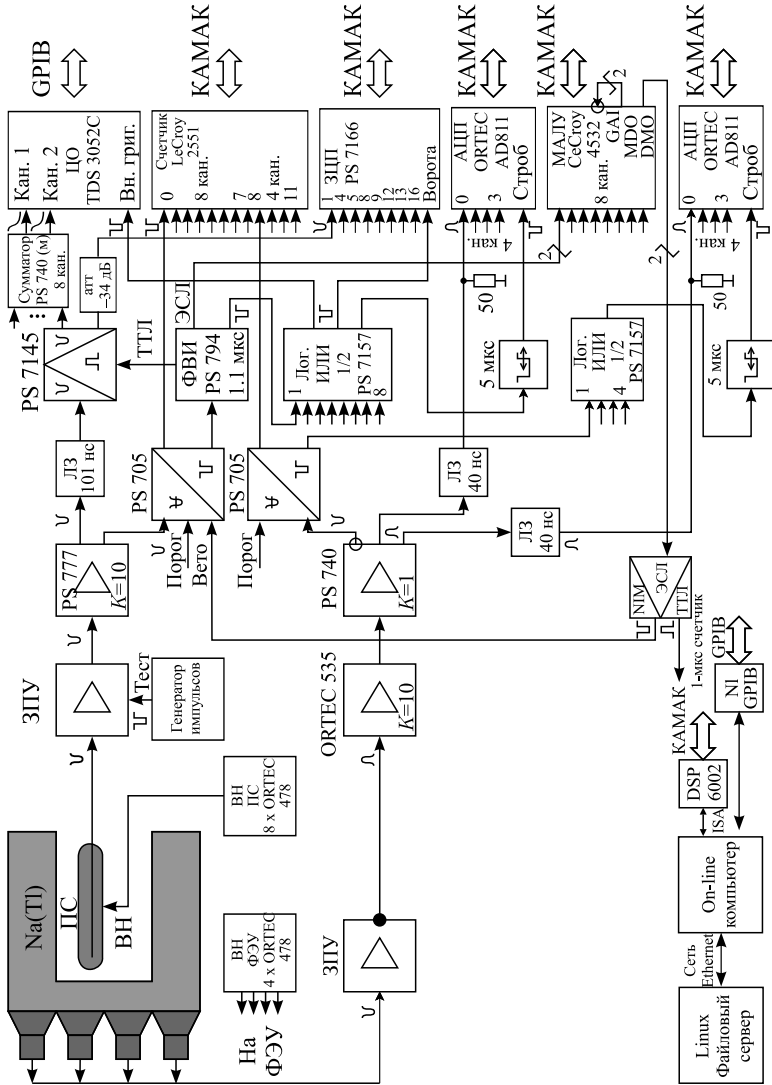 Na(Tl)
ПС
ВН
На
ФЭУ
ВН
ФЭУ
4 x ORTEC
478
ВН
ПС
8 x ORTEC
478
Linux
Файловый
сервер
Сеть
Ethernet
On-line
компьютер
ISA
DSP
6002
КАМАК
NI
GPIB
GPIB
ЗПУ
Тест
Генератор
импульсов
ЗПУ
ORTEC 535
K=10
PS 777
K=10
PS 740
K=1
ЛЗ
101 нс
Порог
Вето
Порог
PS 705
PS 705
ЛЗ
40 нс
ЛЗ
40 нс
NIM
ЭСЛ
ТТЛ
1-мкс счетчик
PS 7145
ТТЛ
ЭСЛ
ФВИ
PS 794
1.1 мкс
1
Лог.
ИЛИ
1/2
PS 7157
8
5 мкс
1
Лог.
ИЛИ
1/2
4
PS 7157
5 мкс
Сумматор
PS 740 (м)
8 кан.
атт
–34 дБ
50
50
2
2
2
4 кан.
4 кан.
Кан. 1
Кан. 2
ЦО
TDS 3052C
Вн. григ.
GPIB
Счетчик
LeCroy
2551
0
8 кан.
7
8
4 кан.
11
КАМАК
ЗЦП
PS 7166
1
4
5
8
9
12
13
16
Ворота
КАМАК
АЦП
ORTEC
AD811
0
3
Строб
КАМАК
МАЛУ
CeCroy
4532
8 кан.
GAI
MDO
DMO
КАМАК
АЦП
ORTEC
AD811
0
3
Строб
КАМАК